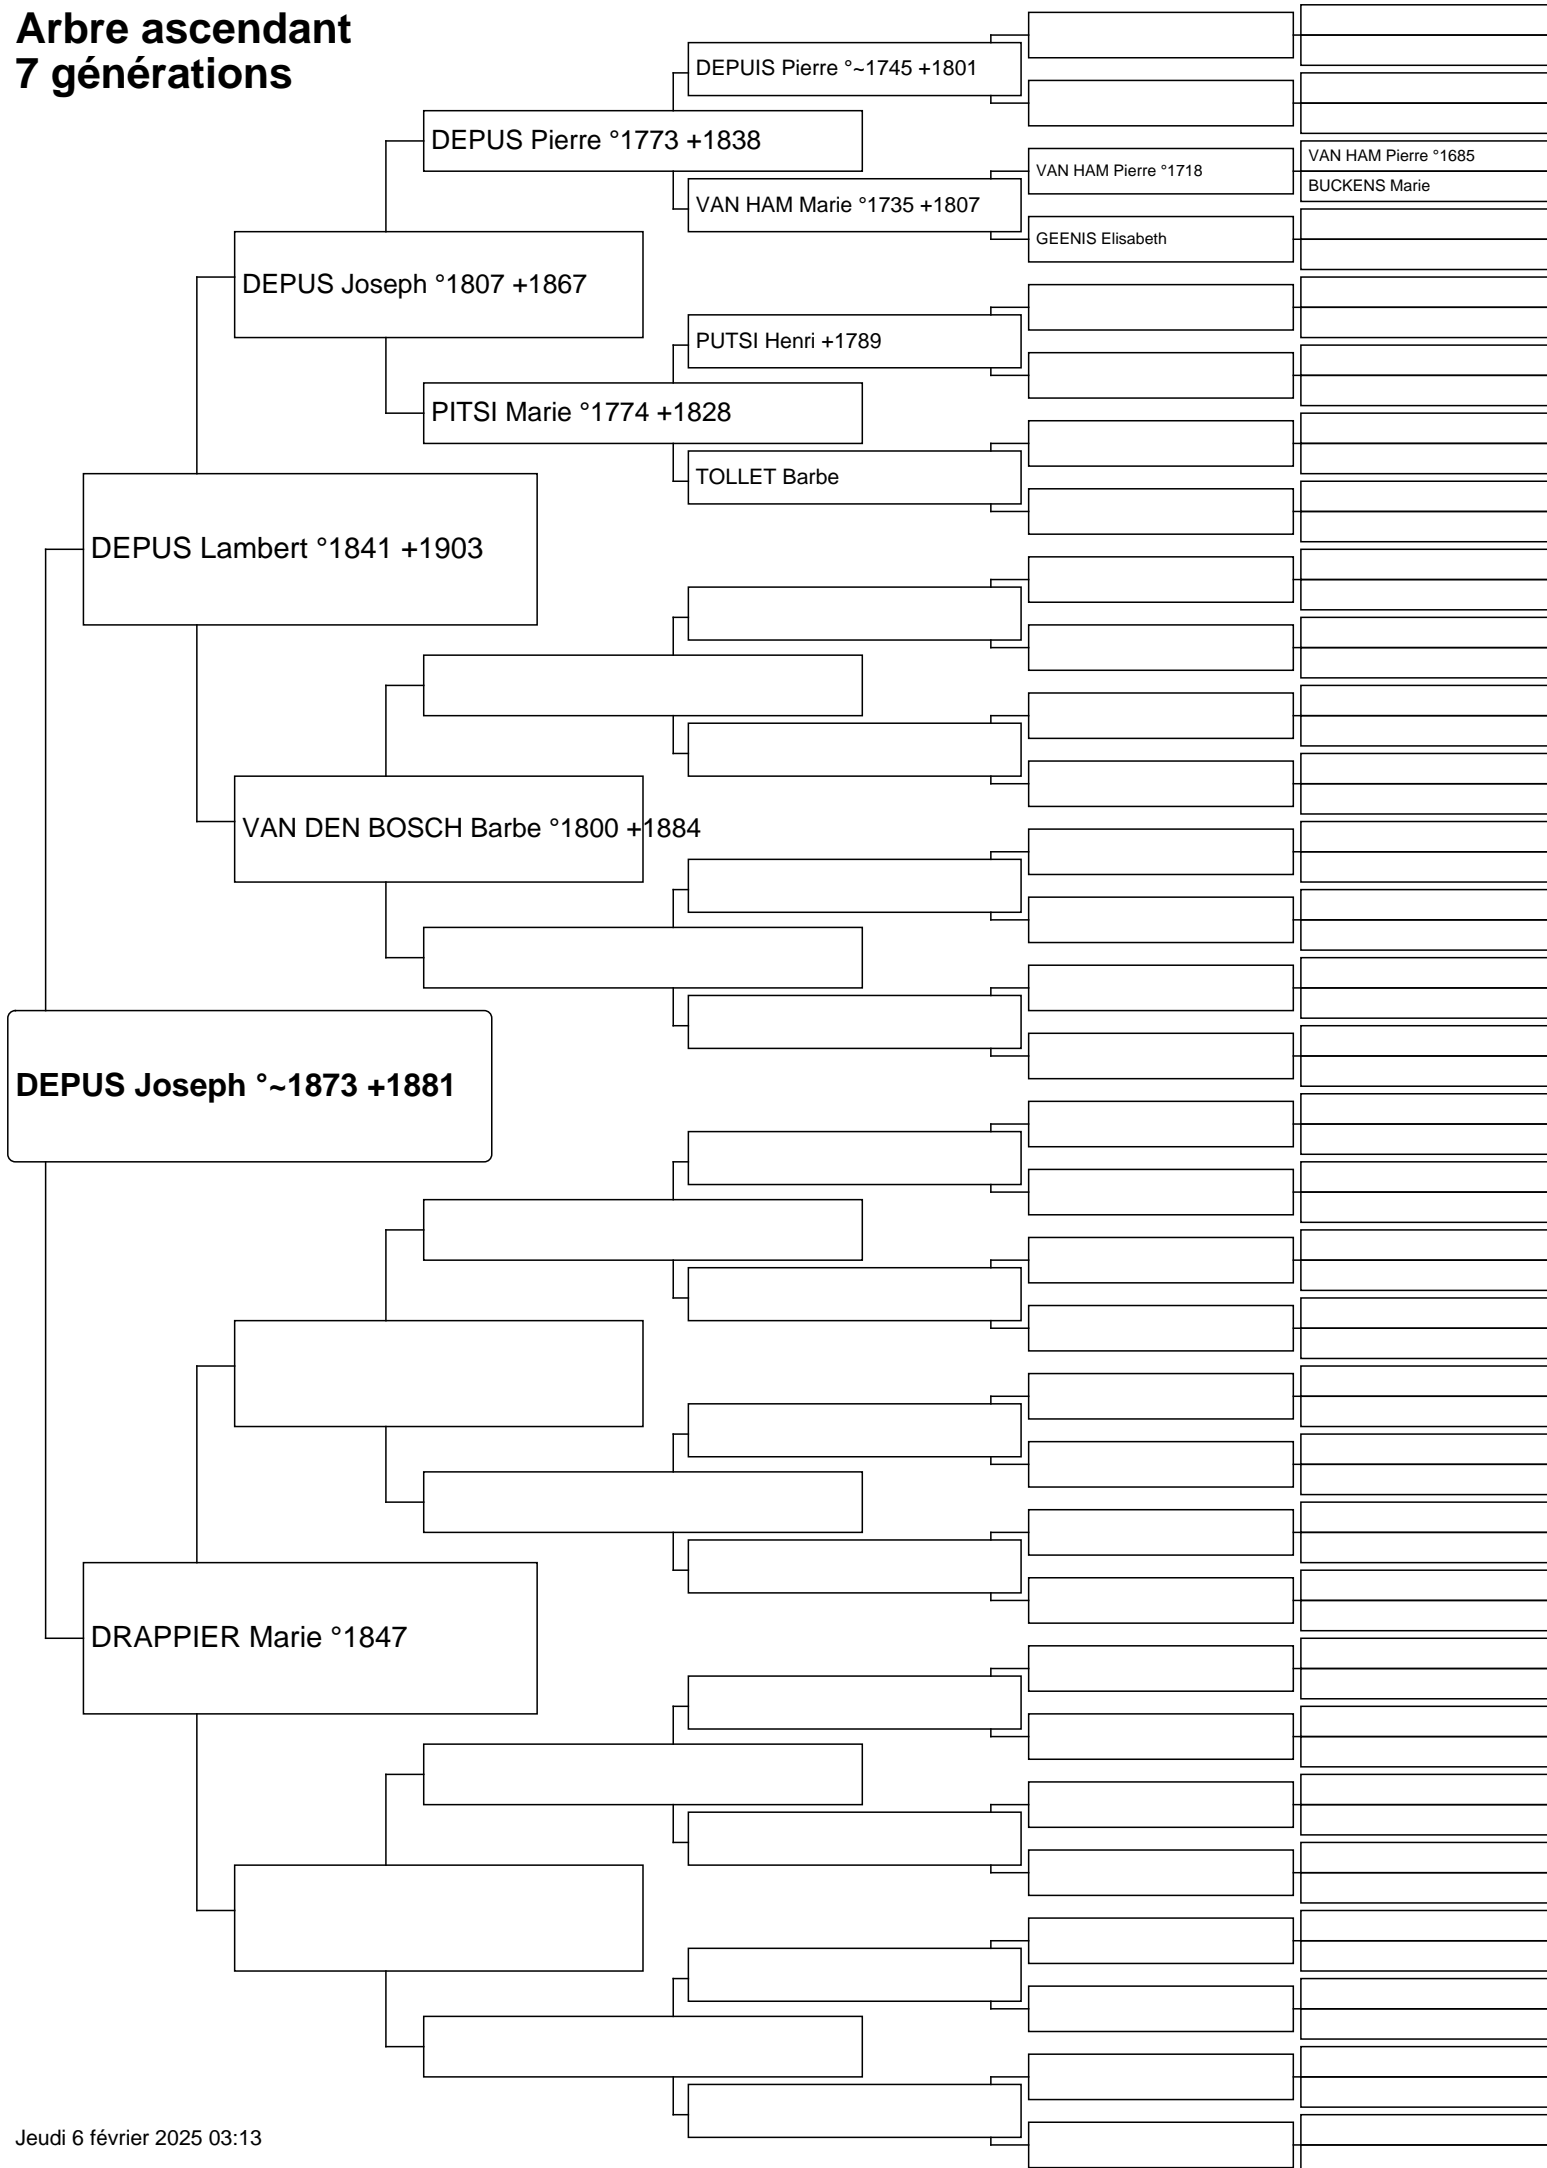 Arbre ascendant
7 générations
DEPUIS Pierre °~1745 +1801
DEPUS Pierre °1773 +1838
VAN HAM Pierre °1685
VAN HAM Pierre °1718
BUCKENS Marie
VAN HAM Marie °1735 +1807
GEENIS Elisabeth
DEPUS Joseph °1807 +1867
PUTSI Henri +1789
PITSI Marie °1774 +1828
TOLLET Barbe
DEPUS Lambert °1841 +1903
VAN DEN BOSCH Barbe °1800 +1884
DEPUS Joseph °~1873 +1881
DRAPPIER Marie °1847
Jeudi 6 février 2025 03:13